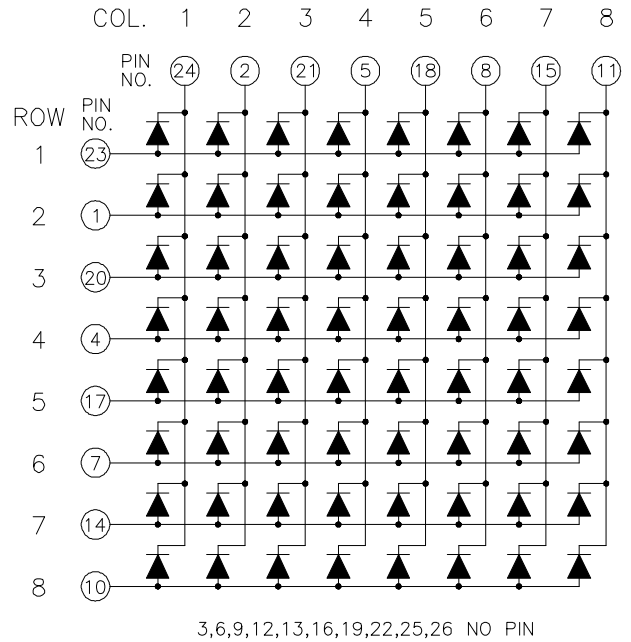 COL. 1 2 3 4 5 6 7 8
PIN NO. 24 2 21 5 18 8 15 11
ROW PIN NO.
1 23
2 1
3 20
4 4
5 17
6 7
7 14
8 10
3,6,9,12,13,16,19,22,25,26 NO PIN